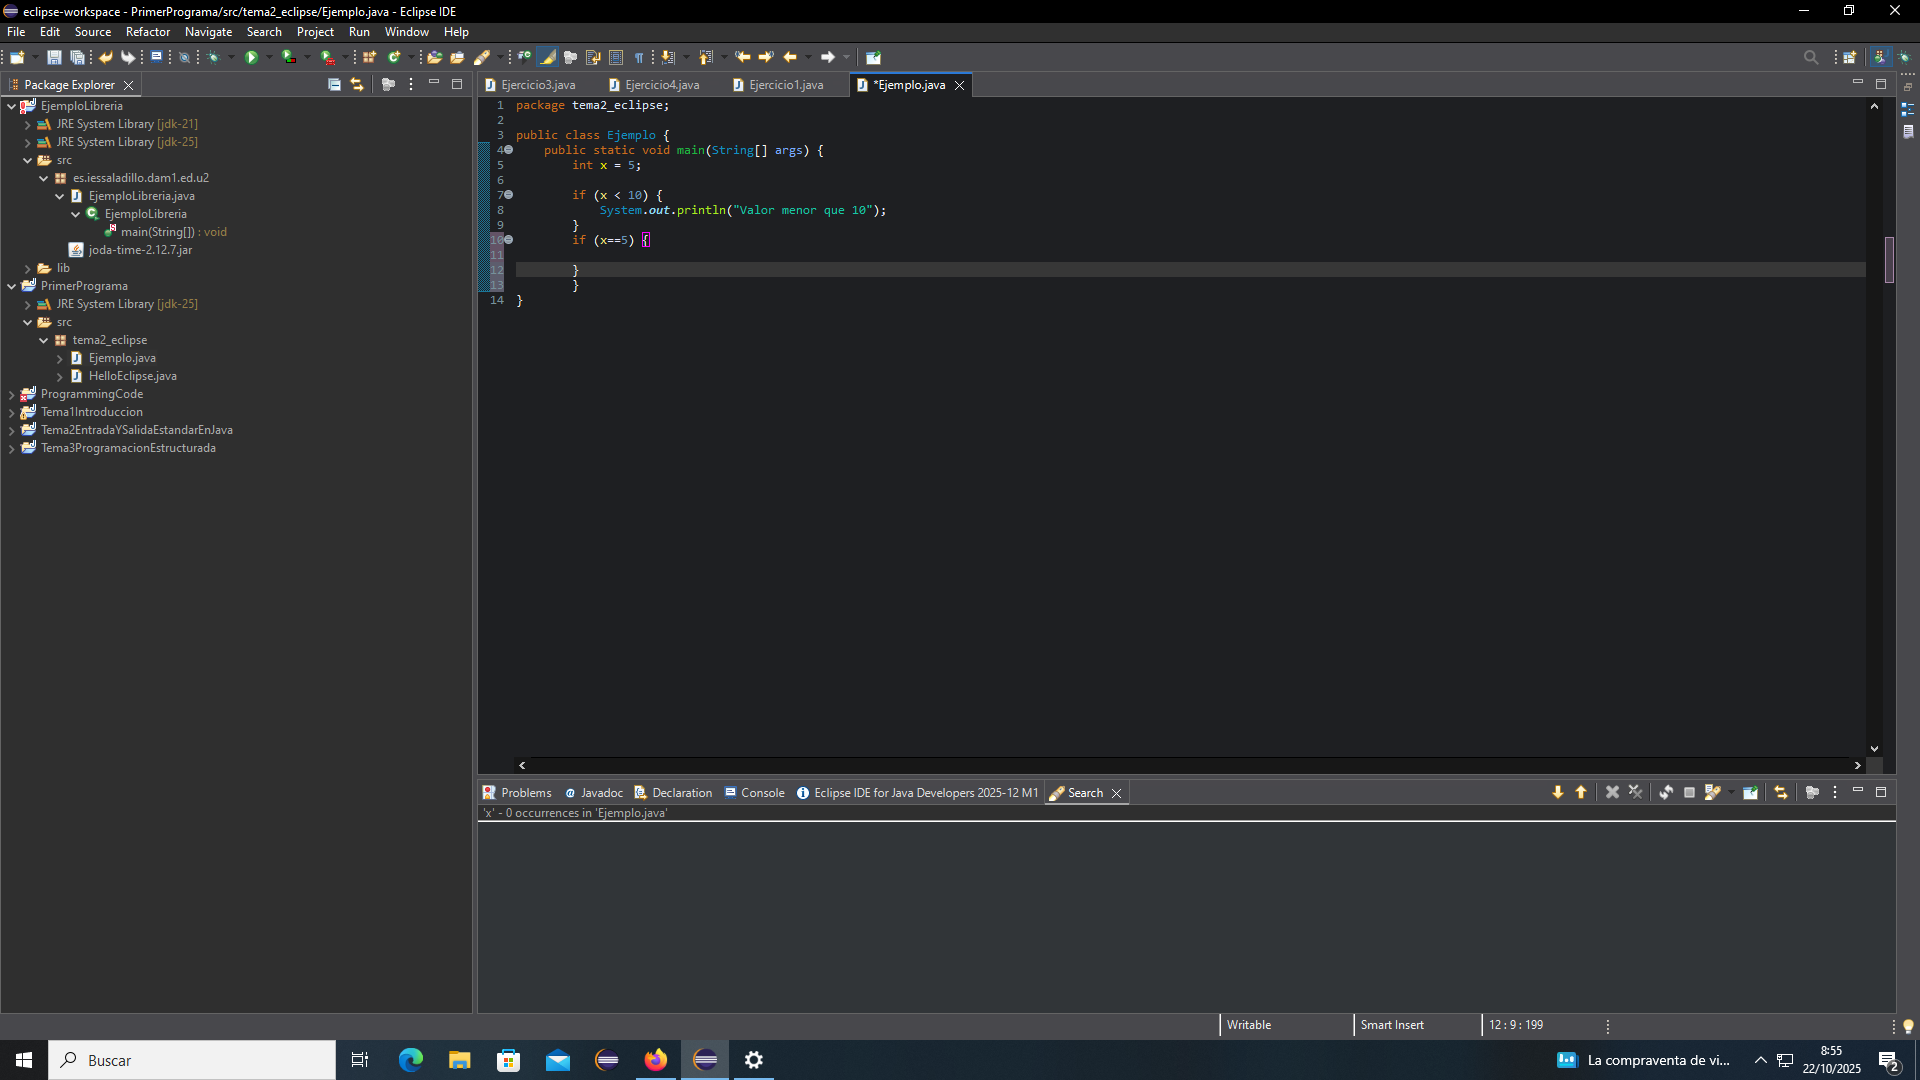 eclipse-workspace - PrimerPrograma/src/tema2_eclipse/Ejemplo.java - Eclipse IDE
File Edit Source Refactor Navigate Search Project Run Window Help
Package Explorer
EjemploLibreria
JRE System Library [jdk-21]
JRE System Library [jdk-25]
src
es.iessaladillo.dam1.ed.u2
EjemploLibreria.java
EjemploLibreria
main(String[]) : void
joda-time-2.12.7.jar
lib
PrimerPrograma
JRE System Library [jdk-25]
src
tema2_eclipse
Ejemplo.java
HelloEclipse.java
ProgrammingCode
Tema1Introduccion
Tema2EntradaYSalidaEstandarEnJava
Tema3ProgramacionEstructurada
Ejercicio3.java Ejercicio4.java Ejercicio1.java *Ejemplo.java
1 package tema2_eclipse;
2
3 public class Ejemplo {
4 public static void main(String[] args) {
5 int x = 5;
6
7 if (x < 10) {
8 System.out.println("Valor menor que 10");
9 }
10 if (x==5) {
11
12 }
13 }
14 }
Problems Javadoc Declaration Console Eclipse IDE for Java Developers 2025-12 M1 Search
'x' - 0 occurrences in 'Ejemplo.java'
Writable Smart Insert 12 : 9 : 199
Buscar
La compraventa de vi...
8:55
22/10/2025
2